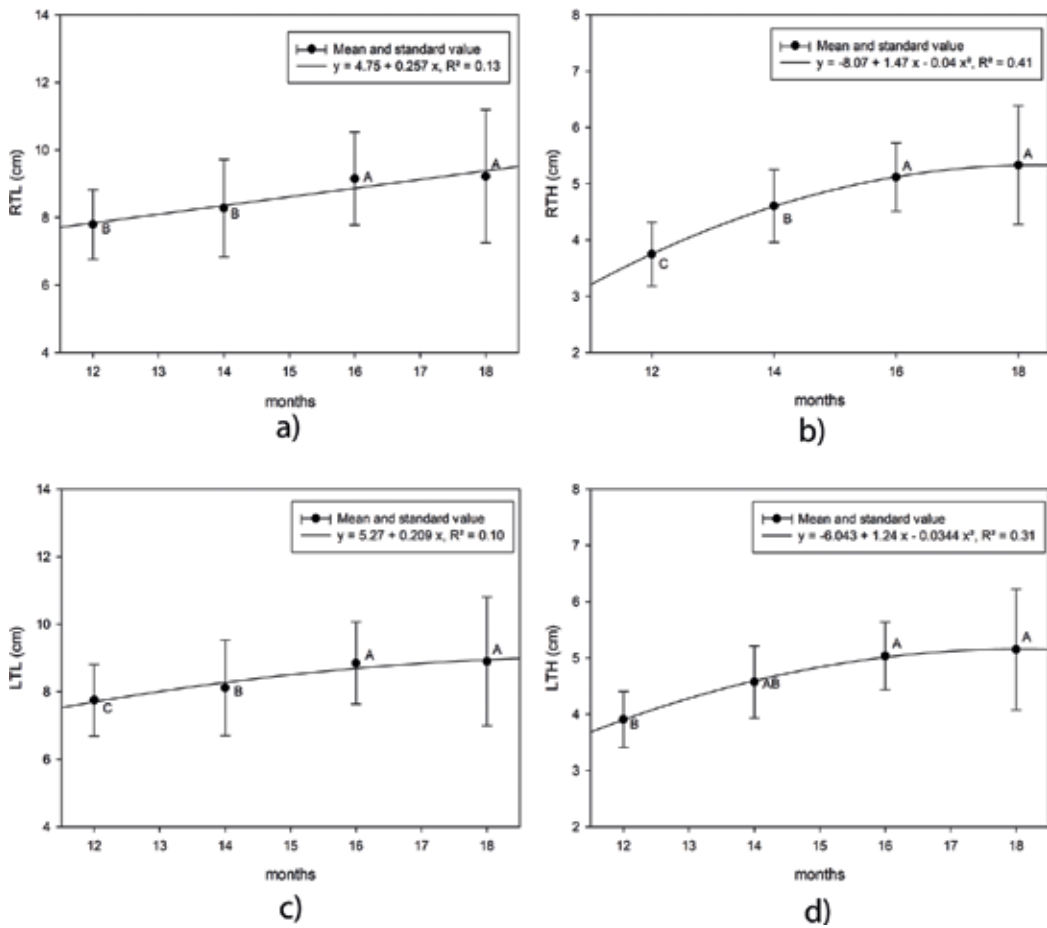 14
12
10
8
6
4
RTL (cm)
Mean and standard value
y = 4.75 + 0.257 x, R² = 0.13
B
B
A
A
12 13 14 15 16 17 18
months
a)
8
7
6
5
4
3
2
RTH (cm)
Mean and standard value
y = -8.07 + 1.47 x - 0.04 x², R² = 0.41
C
B
A
A
12 14 16 18
months
b)
14
12
10
8
6
4
LTL (cm)
Mean and standard value
y = 5.27 + 0.209 x, R² = 0.10
C
B
A
A
12 13 14 15 16 17 18
months
c)
8
7
6
5
4
3
2
LTH (cm)
Mean and standard value
y = -6.043 + 1.24 x - 0.0344 x², R² = 0.31
B
AB
A
A
12 13 14 15 16 17 18
months
d)